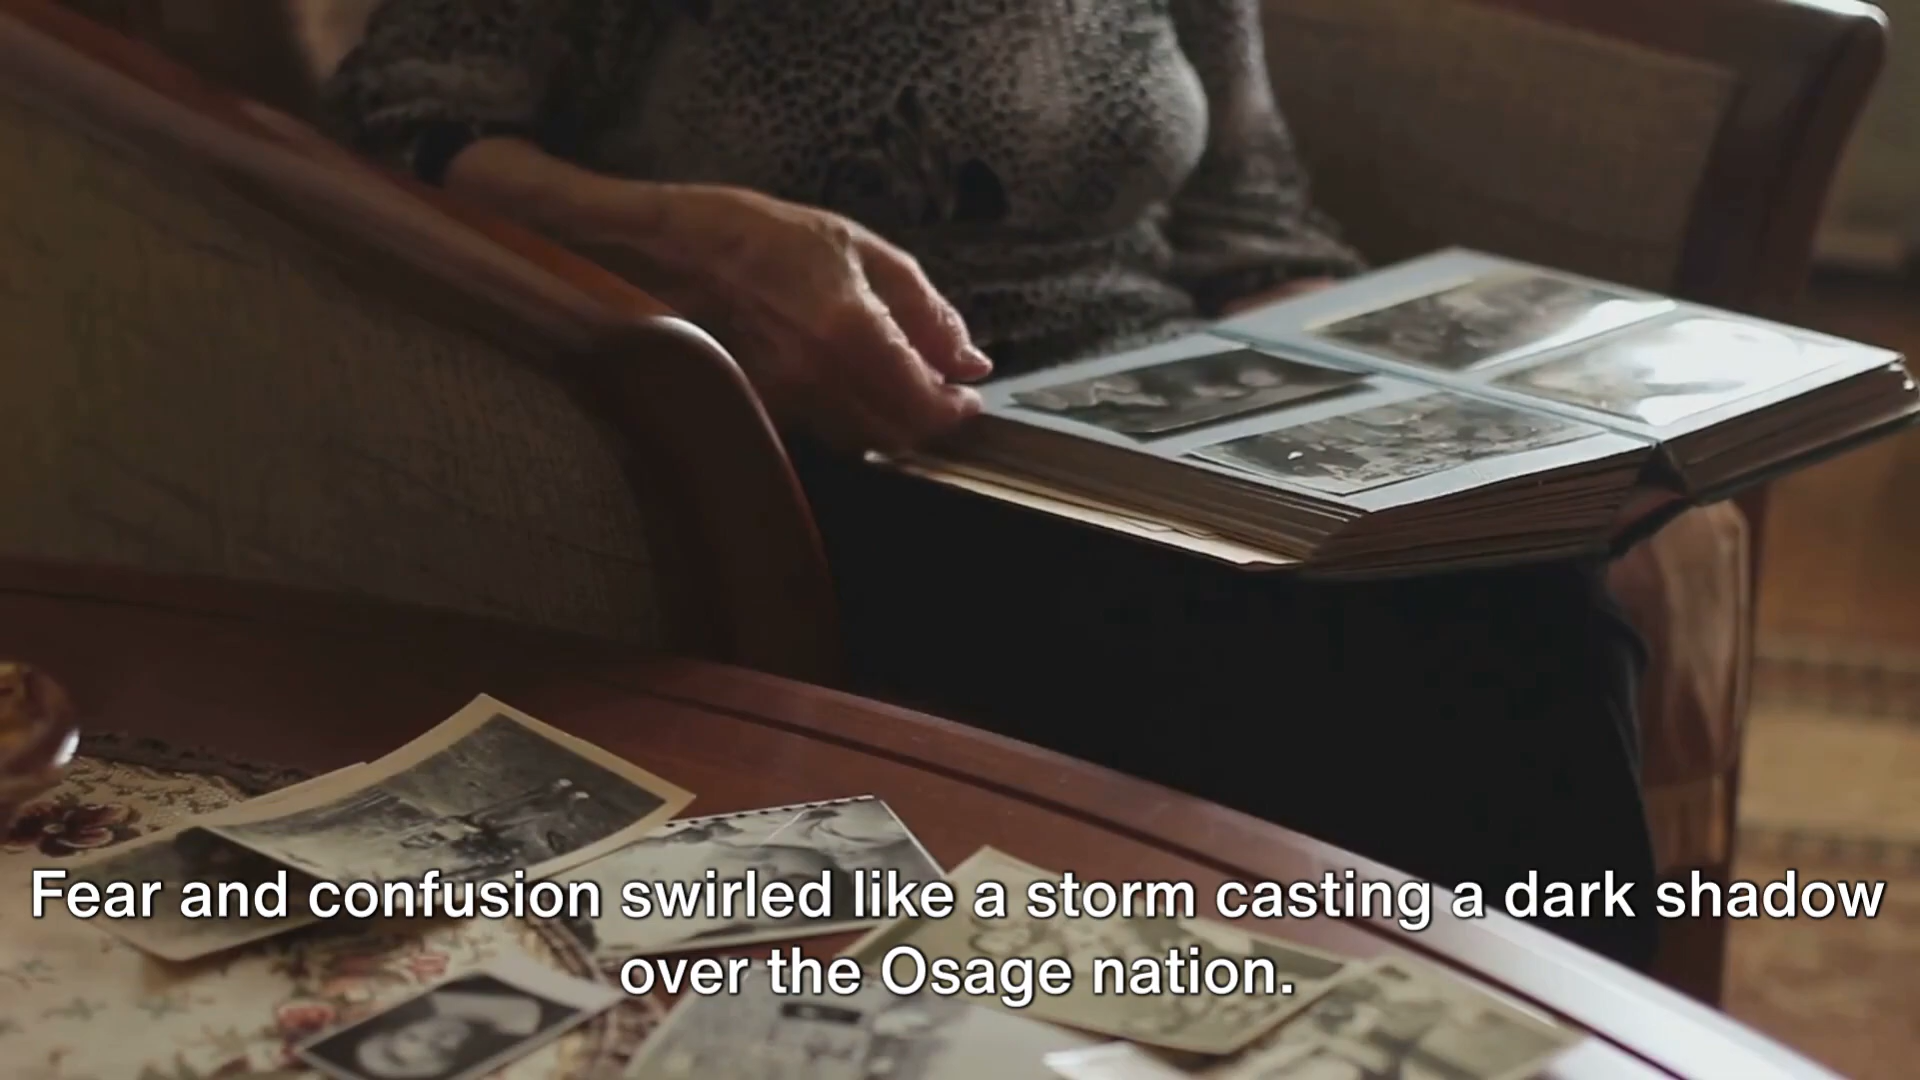 Fear and confusion swirled like a storm casting a dark shadow
over the Osage nation.